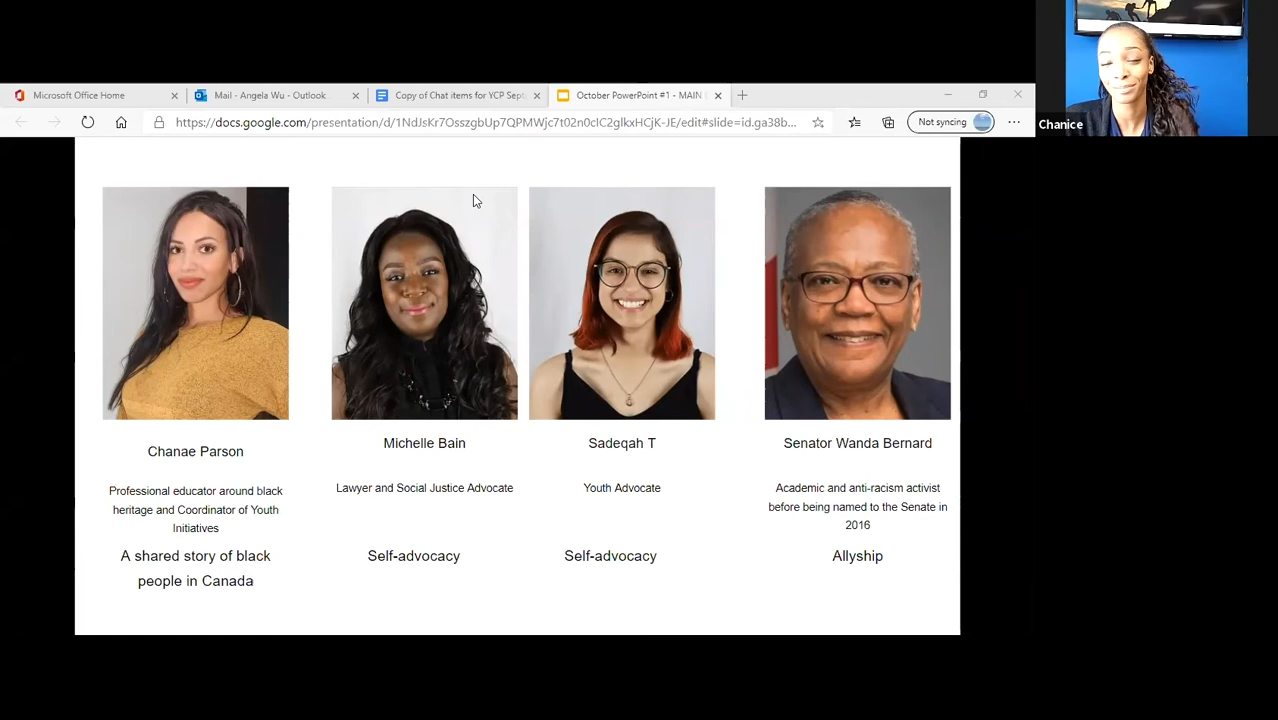 Microsoft Office Home
Mail - Angela Wu - Outlook
Copy of Chat items for YCP Sept
October PowerPoint #1 - MAIN
https://docs.google.com/presentation/d/1NdJsKr7OsszgbUp7QPMWjc7t02n0clC2glkxHCjK-JE/edit#slide=id.ga38b...
Not syncing
Chanice
Chanae Parson
Professional educator around black
heritage and Coordinator of Youth
Initiatives
A shared story of black
people in Canada
Michelle Bain
Lawyer and Social Justice Advocate
Self-advocacy
Sadeqah T
Youth Advocate
Self-advocacy
Senator Wanda Bernard
Academic and anti-racism activist
before being named to the Senate in
2016
Allyship